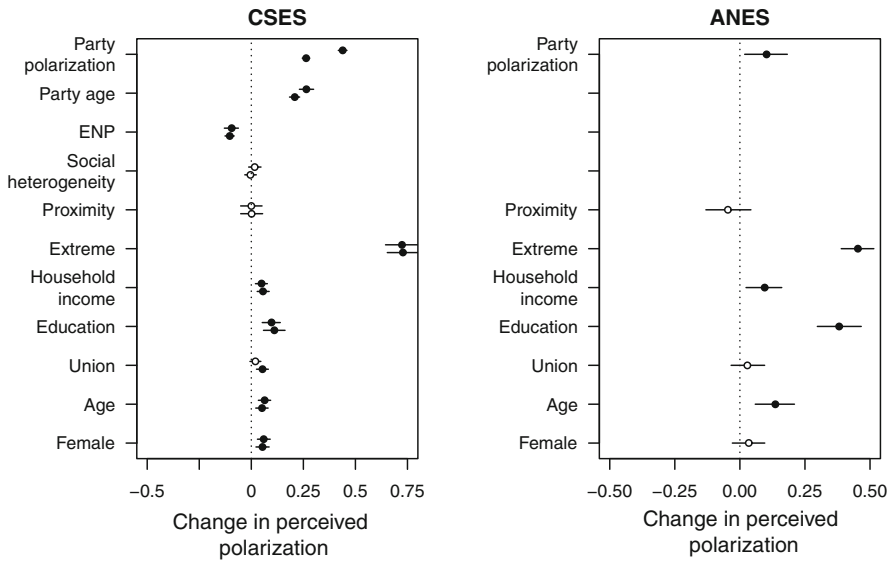 CSES
Party
polarization
Party age
ENP
Social
heterogeneity
Proximity
Extreme
Household
income
Education
Union
Age
Female
−0.5
0
0.25
0.75
Change in perceived
polarization
ANES
Party
polarization
Proximity
Extreme
Household
income
Education
Union
Age
Female
−0.50
−0.25
0.00
0.25
0.50
Change in perceived
polarization